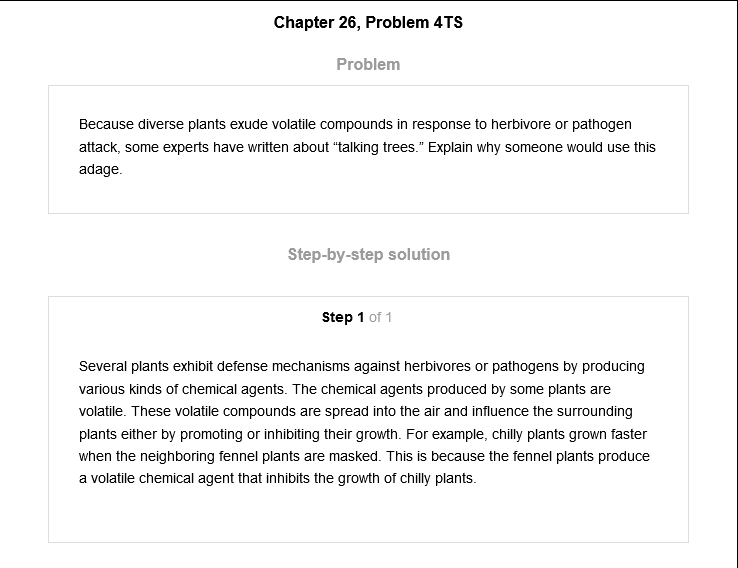 Chapter 26, Problem 4TS
Problem
Because diverse plants exude volatile compounds in response to herbivore or pathogen
attack, some experts have written about “talking trees.” Explain why someone would use this
adage.
Step-by-step solution
Step 1 of 1
Several plants exhibit defense mechanisms against herbivores or pathogens by producing
various kinds of chemical agents. The chemical agents produced by some plants are
volatile. These volatile compounds are spread into the air and influence the surrounding
plants either by promoting or inhibiting their growth. For example, chilly plants grown faster
when the neighboring fennel plants are masked. This is because the fennel plants produce
a volatile chemical agent that inhibits the growth of chilly plants.